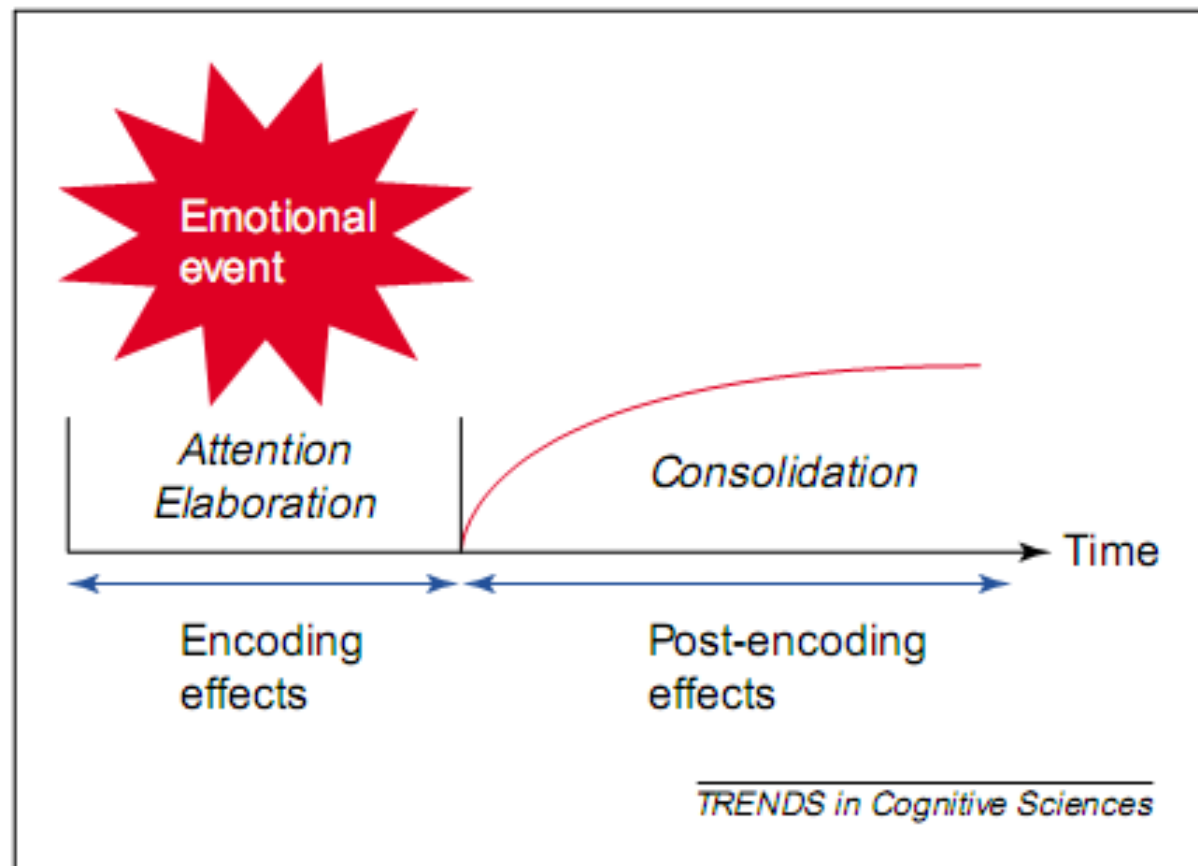 Emotional
event
Attention
Elaboration
Consolidation
Time
Encoding
effects
Post-encoding
effects
TRENDS in Cognitive Sciences